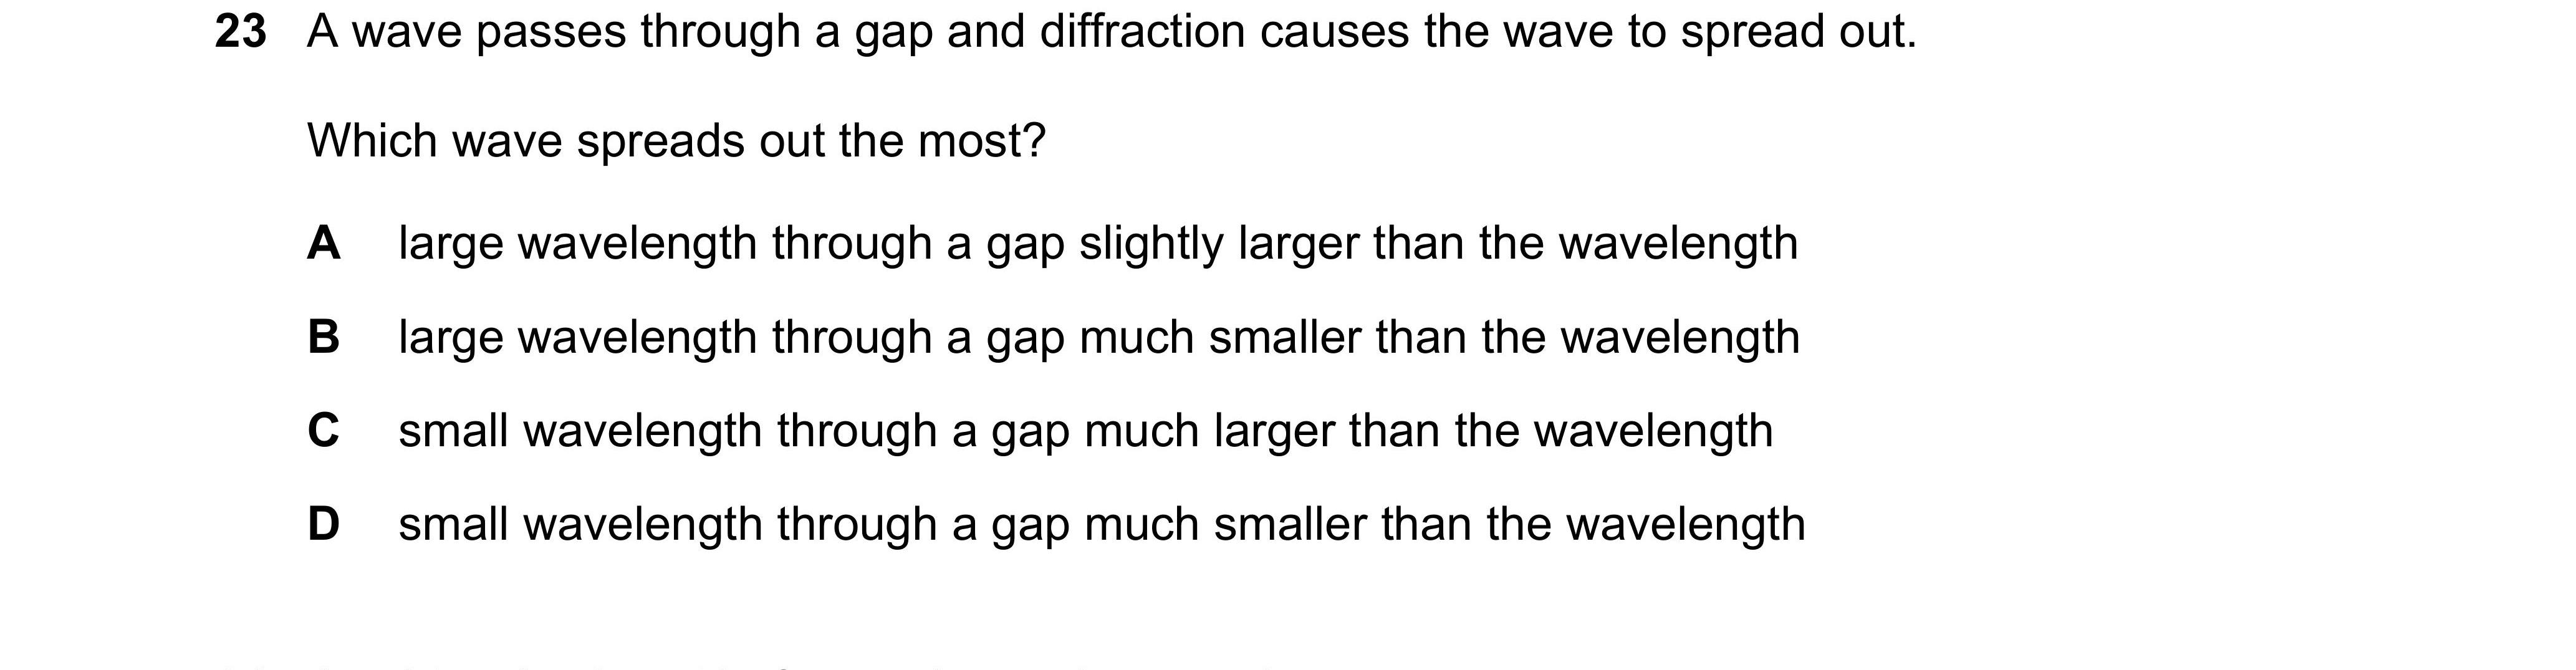 23 A wave passes through a gap and diffraction causes the wave to spread out.
Which wave spreads out the most?
A large wavelength through a gap slightly larger than the wavelength
B large wavelength through a gap much smaller than the wavelength
C small wavelength through a gap much larger than the wavelength
D small wavelength through a gap much smaller than the wavelength